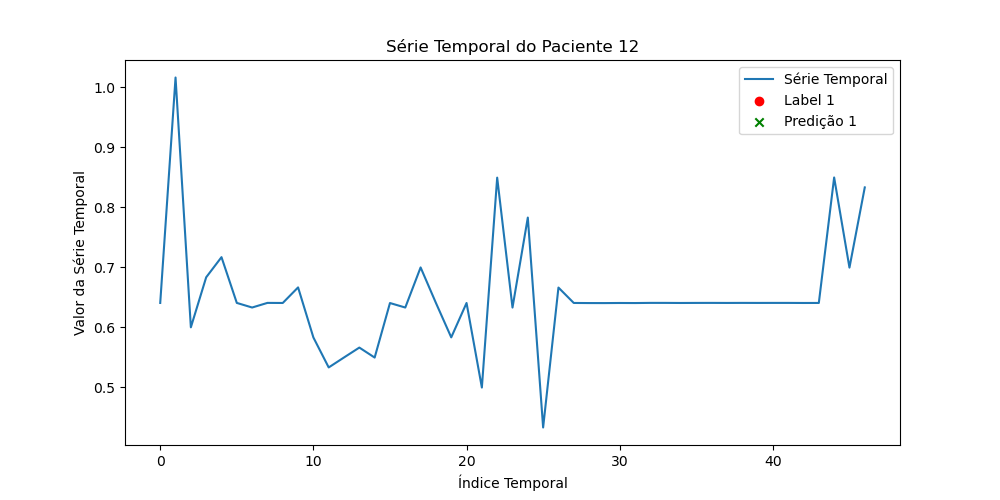 Série Temporal do Paciente 12
Série Temporal
Label 1
Predição 1
Valor da Série Temporal
1.0
0.9
0.8
0.7
0.6
0.5
0 10 20 30 40
Índice Temporal